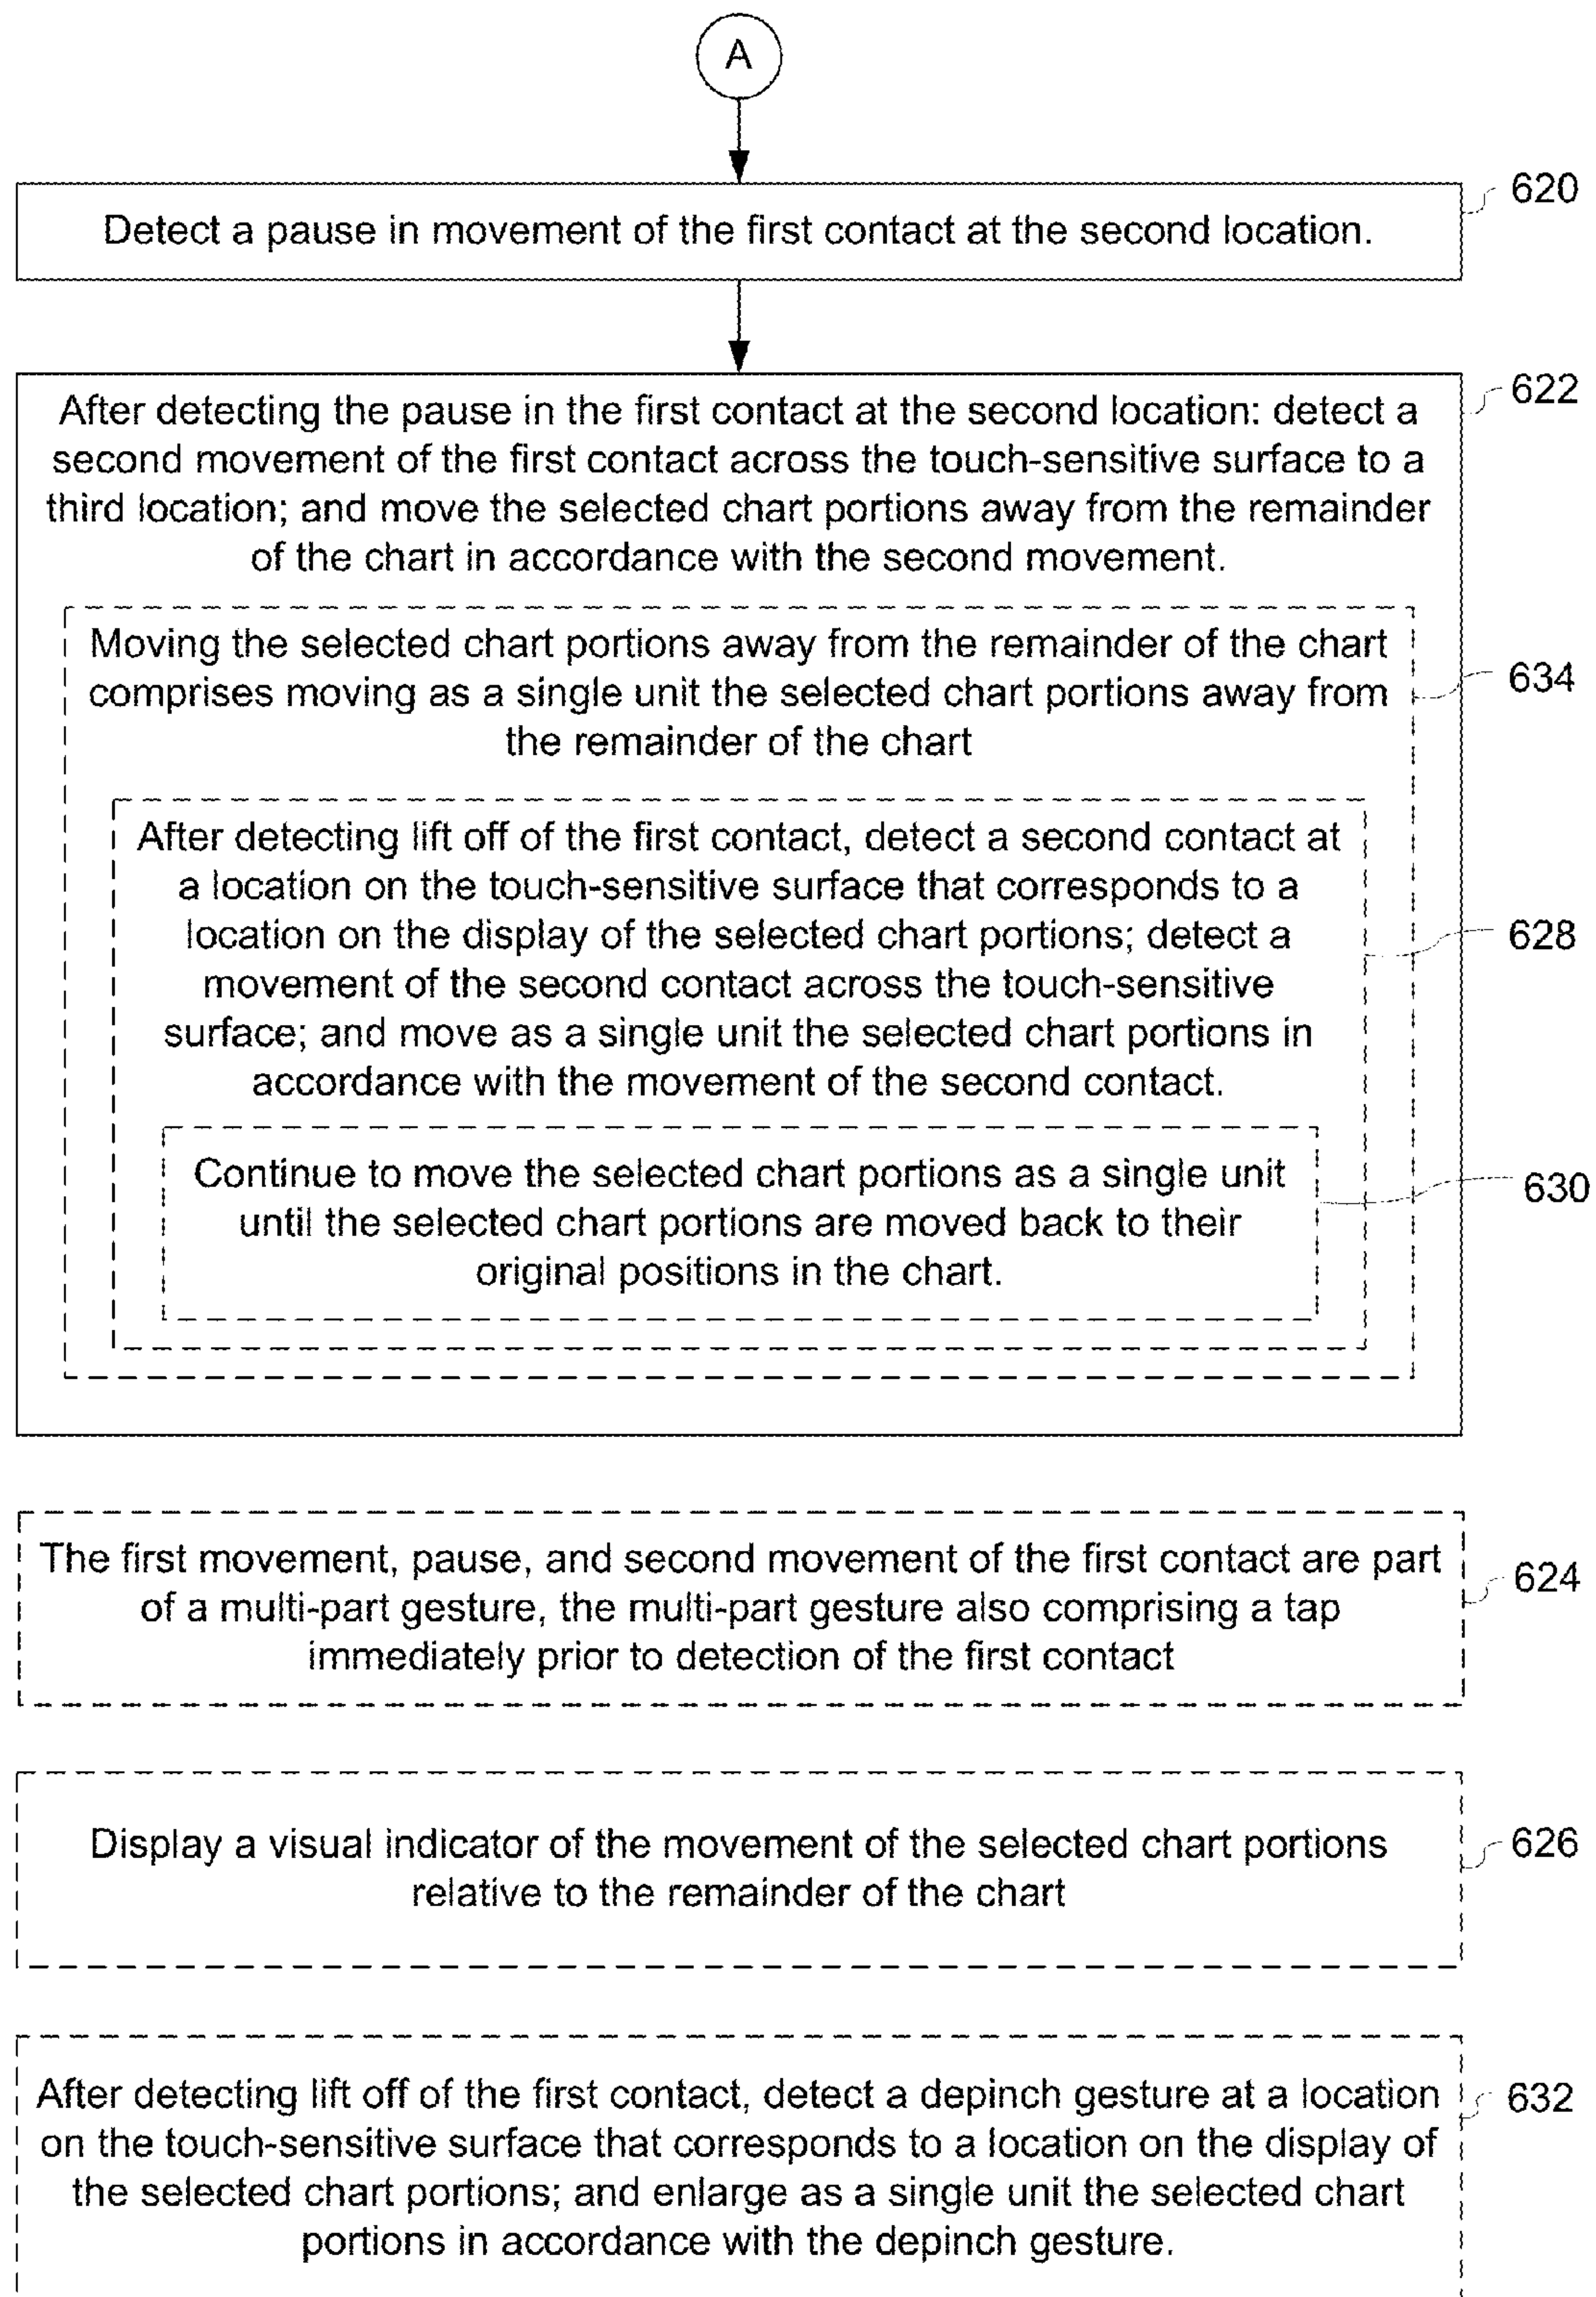 A
620
Detect a pause in movement of the first contact at the second location.
622
After detecting the pause in the first contact at the second location: detect a
second movement of the first contact across the touch-sensitive surface to a
third location; and move the selected chart portions away from the remainder
of the chart in accordance with the second movement.
634
Moving the selected chart portions away from the remainder of the chart
comprises moving as a single unit the selected chart portions away from
the remainder of the chart
628
After detecting lift off of the first contact, detect a second contact at
a location on the touch-sensitive surface that corresponds to a
location on the display of the selected chart portions; detect a
movement of the second contact across the touch-sensitive
surface; and move as a single unit the selected chart portions in
accordance with the movement of the second contact.
630
Continue to move the selected chart portions as a single unit
until the selected chart portions are moved back to their
original positions in the chart.
624
The first movement, pause, and second movement of the first contact are part
of a multi-part gesture, the multi-part gesture also comprising a tap
immediately prior to detection of the first contact
626
Display a visual indicator of the movement of the selected chart portions
relative to the remainder of the chart
632
After detecting lift off of the first contact, detect a depinch gesture at a location
on the touch-sensitive surface that corresponds to a location on the display of
the selected chart portions; and enlarge as a single unit the selected chart
portions in accordance with the depinch gesture.